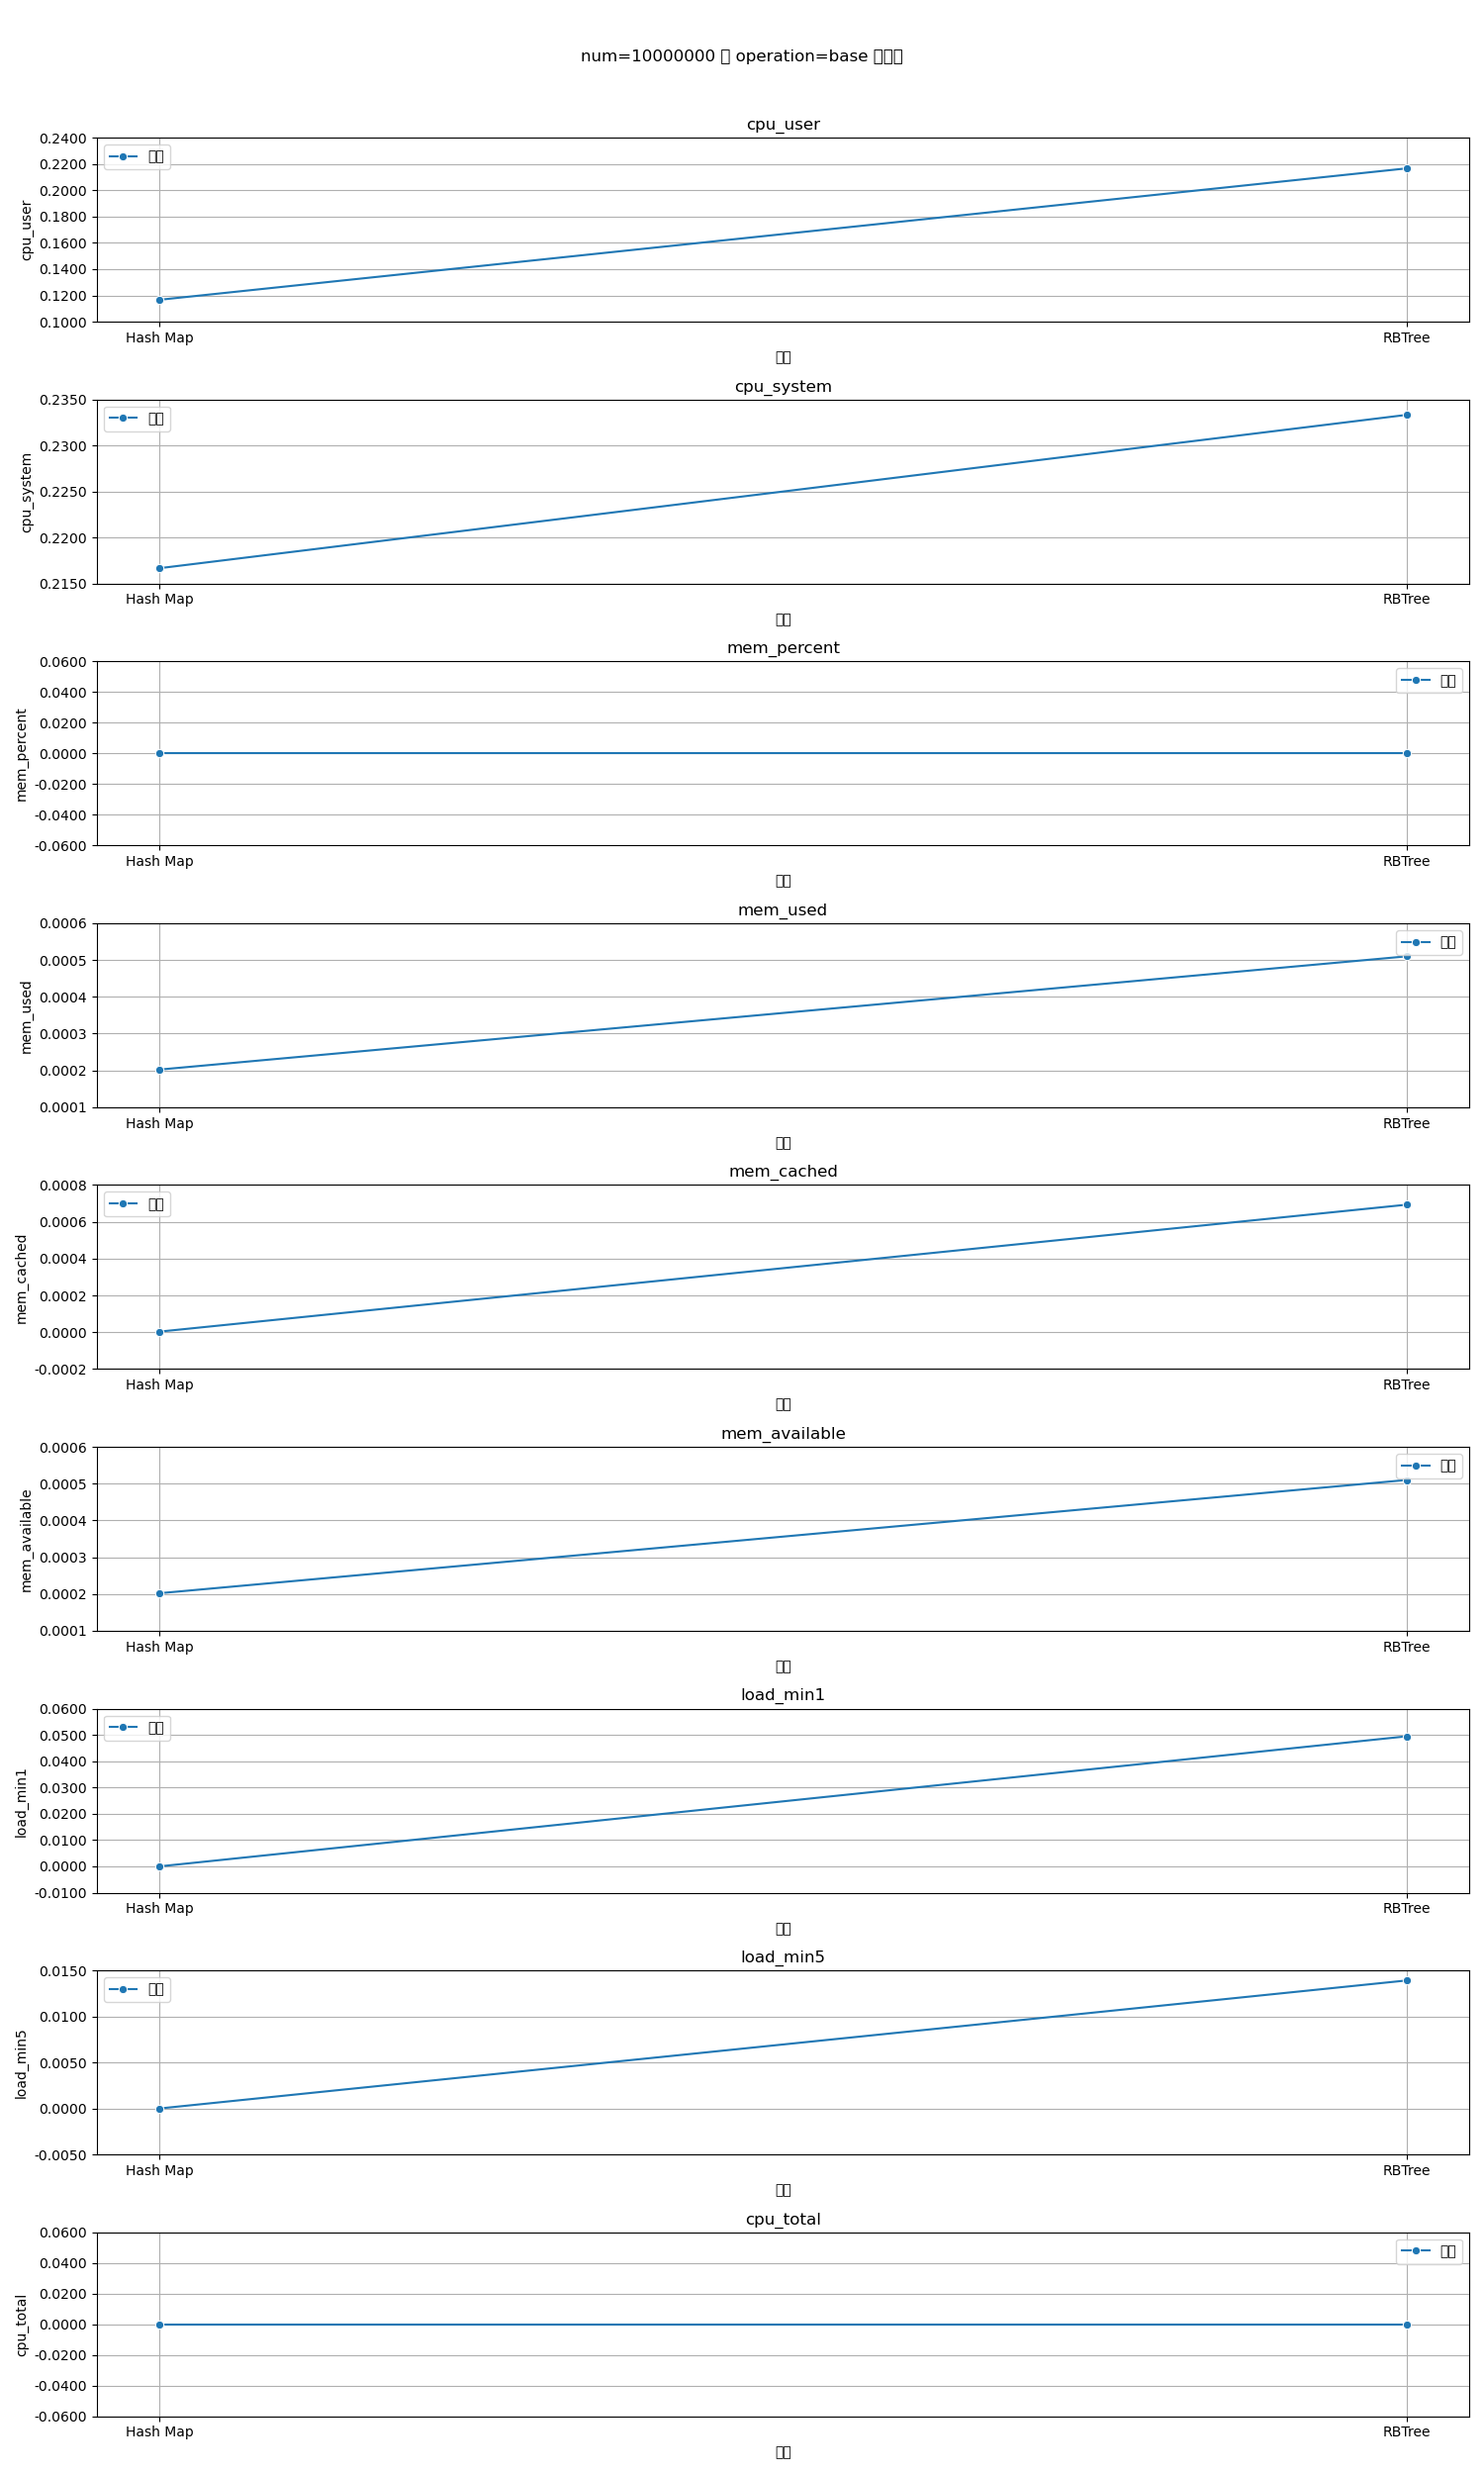 num=10000000 operation=base
cpu_user
0.2400
0.2200
0.2000
0.1800
0.1600
0.1400
0.1200
0.1000
cpu_user
Hash Map RBTree
cpu_system
0.2350
0.2300
0.2250
0.2200
0.2150
cpu_system
Hash Map RBTree
mem_percent
0.0600
0.0400
0.0200
0.0000
-0.0200
-0.0400
-0.0600
mem_percent
Hash Map RBTree
mem_used
0.0006
0.0005
0.0004
0.0003
0.0002
0.0001
mem_used
Hash Map RBTree
mem_cached
0.0008
0.0006
0.0004
0.0002
0.0000
-0.0002
mem_cached
Hash Map RBTree
mem_available
0.0006
0.0005
0.0004
0.0003
0.0002
0.0001
mem_available
Hash Map RBTree
load_min1
0.0600
0.0500
0.0400
0.0300
0.0200
0.0100
0.0000
-0.0100
load_min1
Hash Map RBTree
load_min5
0.0150
0.0100
0.0050
0.0000
-0.0050
load_min5
Hash Map RBTree
cpu_total
0.0600
0.0400
0.0200
0.0000
-0.0200
-0.0400
-0.0600
cpu_total
Hash Map RBTree